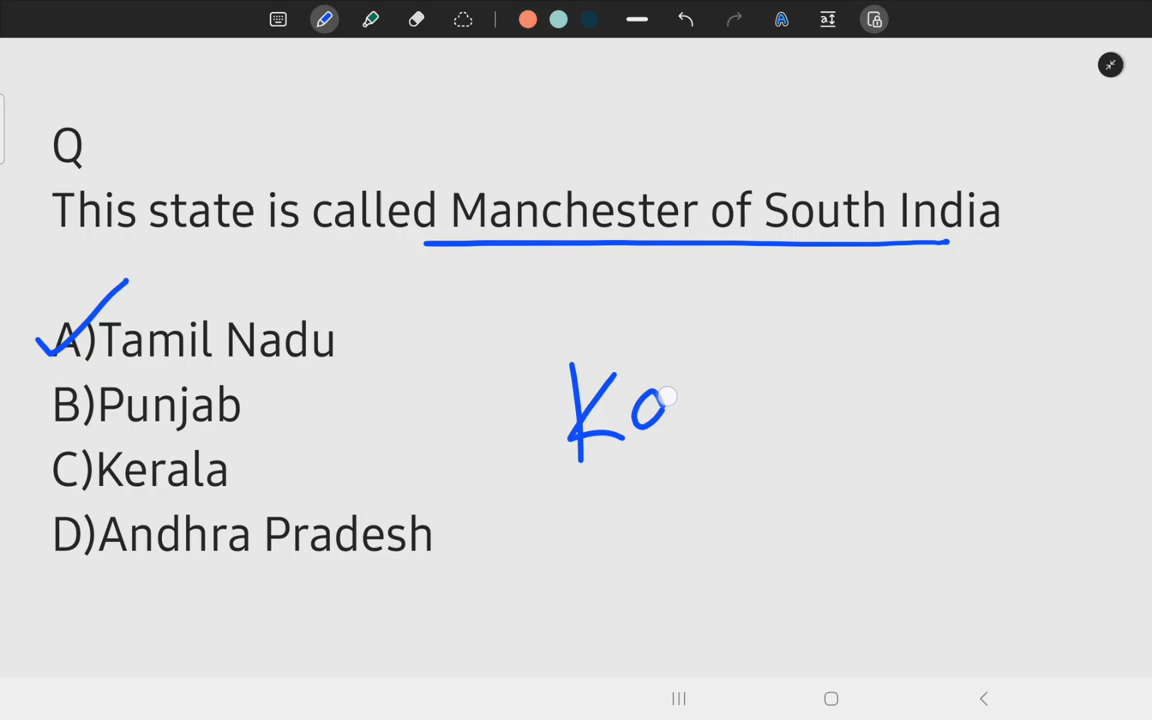 Q
This state is called Manchester of South India
A)Tamil Nadu
B)Punjab
Ko
C)Kerala
D)Andhra Pradesh